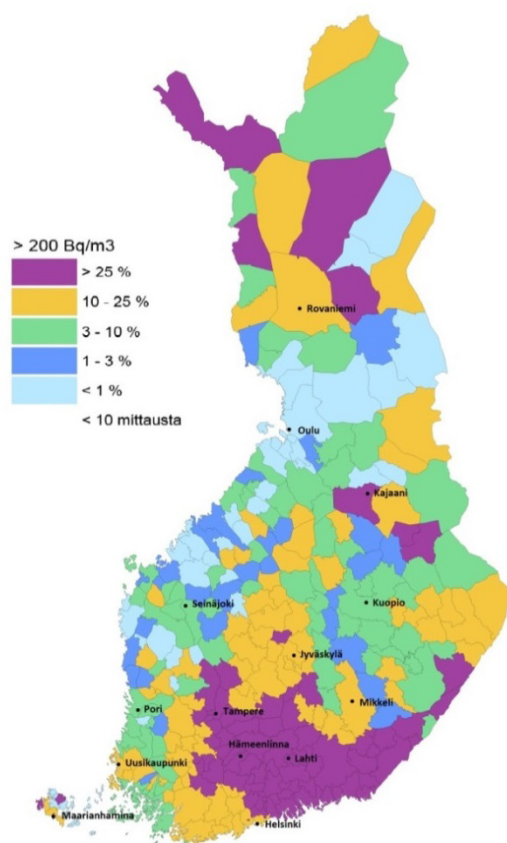 > 200 Bq/m3
> 25 %
10 - 25 %
3 - 10 %
1 - 3 %
< 1 %
< 10 mittausta
Rovaniemi
Oulu
Kajaani
Seinäjoki
Kuopio
Jyväskylä
Mikkeli
Pori
Tampere
Hämeenlinna
Lahti
Uusikaupunki
Maarianhamina
Helsinki